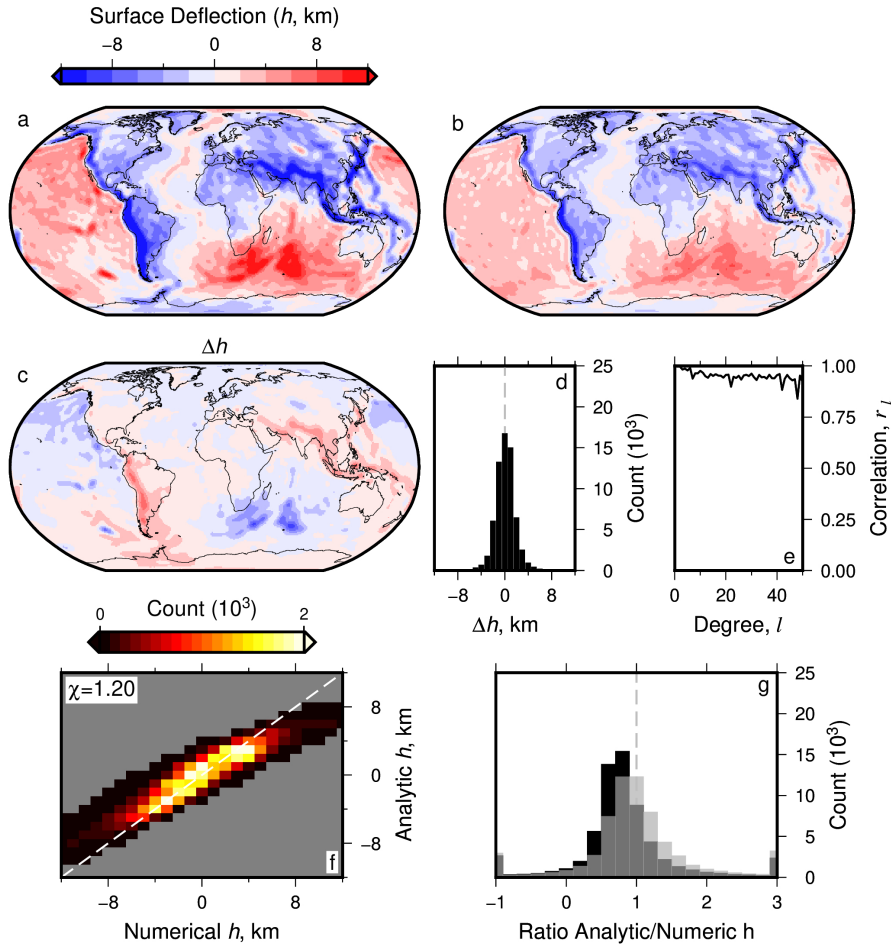 Surface Deflection (h, km)
−8 0 8
a
b
Δh
c
d
25
20
15
10
5
0
Count (10³)
−8 0 8
Δh, km
e
1.00
0.75
0.50
0.25
0.00
Correlation, r_l
0 20 40
Degree, l
Count (10³)
0 2
χ=1.20
f
8
0
−8
Analytic h, km
−8 0 8
Numerical h, km
g
25
20
15
10
5
0
Count (10³)
−1 0 1 2 3
Ratio Analytic/Numeric h